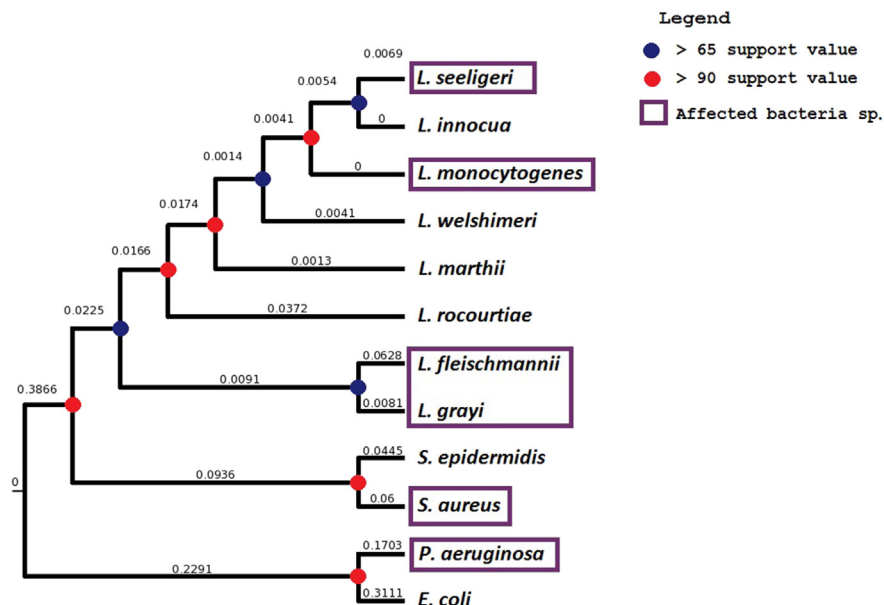 Legend
> 65 support value
> 90 support value
Affected bacteria sp.
0.0069
L. seeligeri
0.0054
0
L. innocua
0.0041
0
L. monocytogenes
0.0014
0.0041
L. welshimeri
0.0174
0.0013
L. marthii
0.0166
0.0372
L. rocourtiae
0.0225
0.0628
L. fleischmannii
0.0091
0.0081
L. grayi
0.3866
0.0445
S. epidermidis
0.0936
0.06
S. aureus
0
0.1703
P. aeruginosa
0.2291
0.3111
E. coli